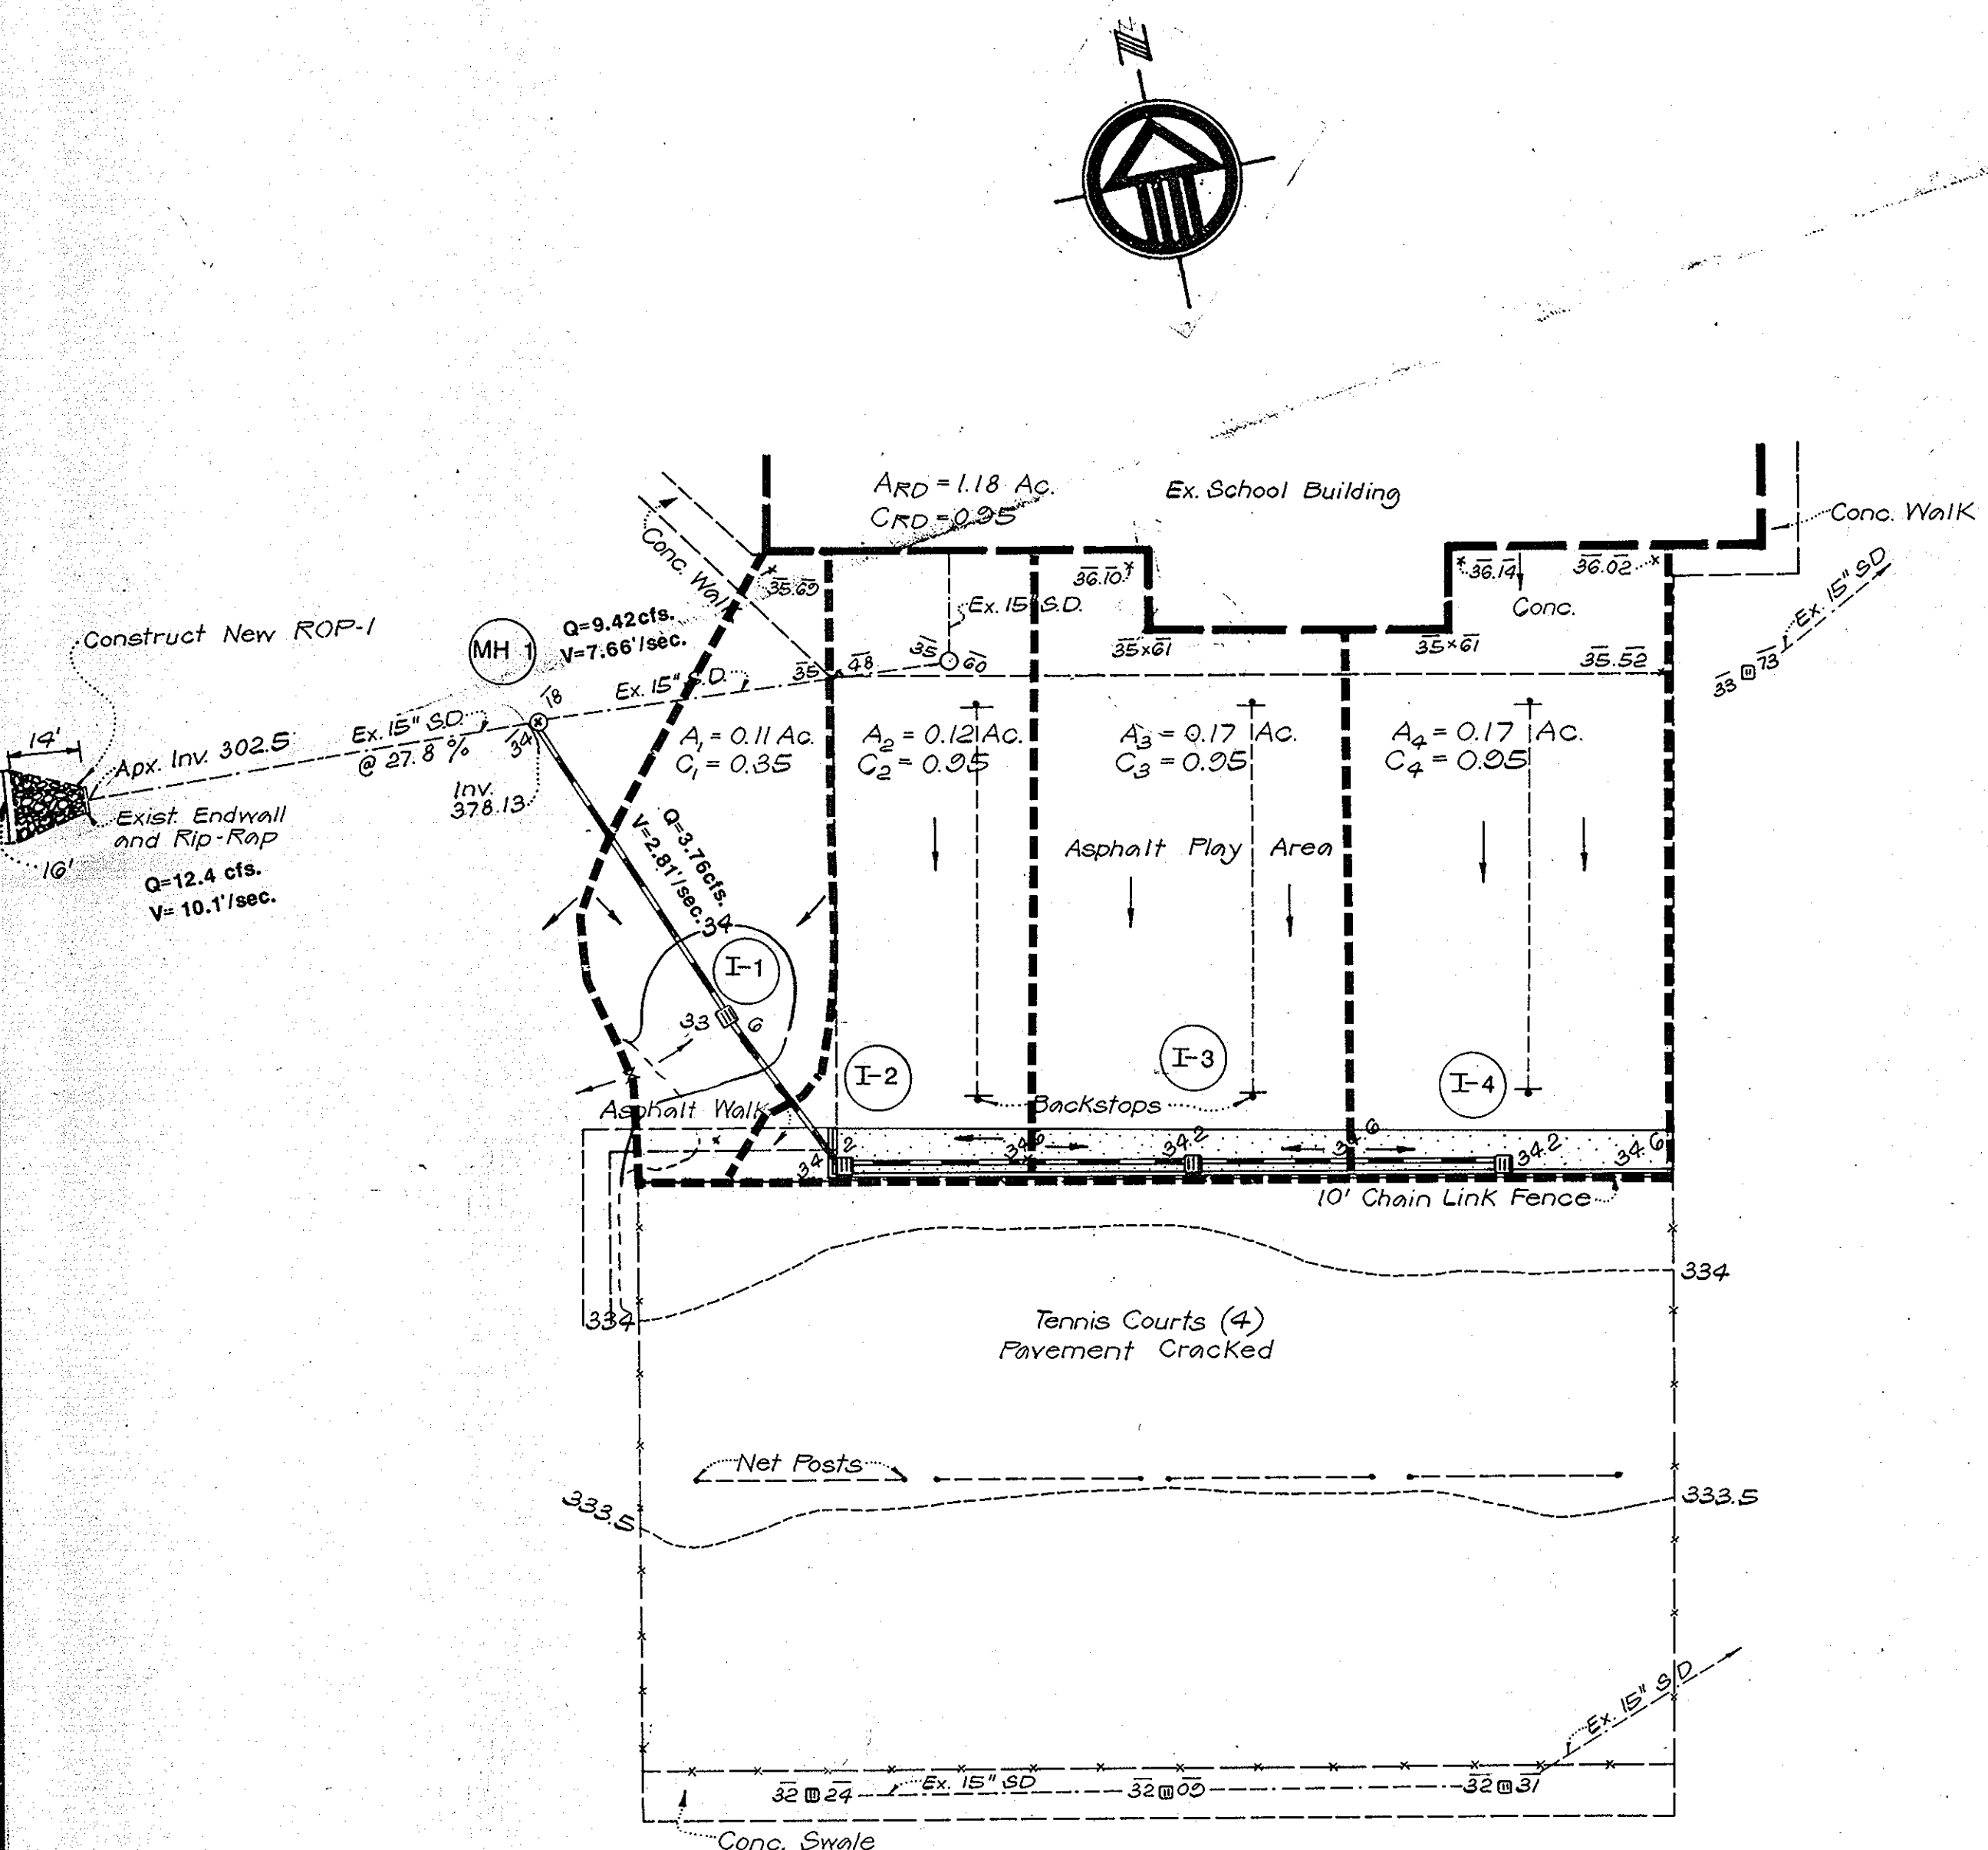 N
A_RD = 1.18 Ac.
C_RD = 0.95
Ex. School Building
Conc. Walk
Conc. Walk
35.69
36.10
36.14
36.02
Conc.
Ex. 15" S.D.
Ex. 15" SD
33 73
Construct New ROP-1
MH 1
Q=9.42cfs.
V=7.66'/sec.
35 60
35 48
35x61
35x61
35.52
Ex. 15" S.D.
18
34
Ex. 15" S.D.
@ 27.8 %
14'
Apx. Inv. 302.5
Inv.
378.13
Exist. Endwall
and Rip-Rap
16'
Q=12.4 cfs.
V= 10.1'/sec.
A₁ = 0.11 Ac.
C₁ = 0.35
A₂ = 0.12 Ac.
C₂ = 0.95
A₃ = 0.17 Ac.
C₃ = 0.95
A₄ = 0.17 Ac.
C₄ = 0.95
Q=3.76cfs.
V=2.81'/sec.
Asphalt Play Area
34
I-1
33 6
I-2
I-3
I-4
Asphalt Walk
Backstops
34 2
34.6
34.2
34.6
34.2
34.6
10' Chain Link Fence
334
334
Tennis Courts (4)
Pavement Cracked
Net Posts
333.5
333.5
Ex. 15" S.D
32 24
Ex. 15" SD
32 09
32 31
Conc. Swale